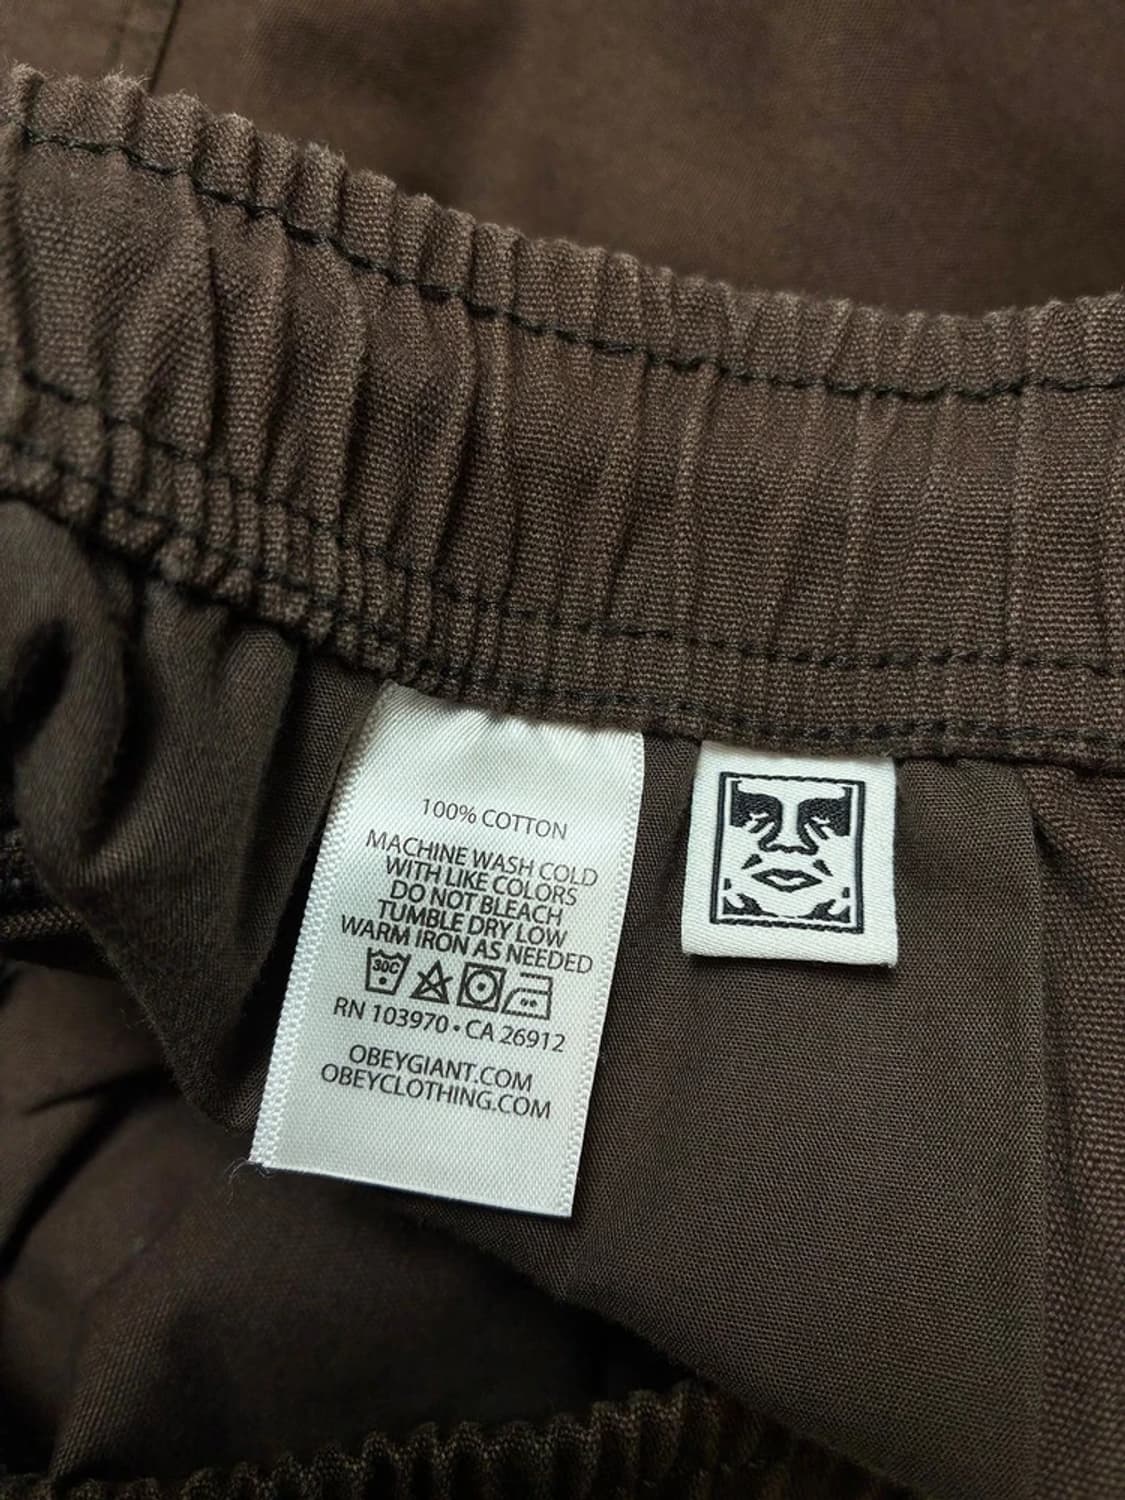 100% COTTON
MACHINE WASH COLD
WITH LIKE COLORS
DO NOT BLEACH
TUMBLE DRY LOW
WARM IRON AS NEEDED
30C
RN 103970 • CA 26912
OBEYGIANT.COM
OBEYCLOTHING.COM